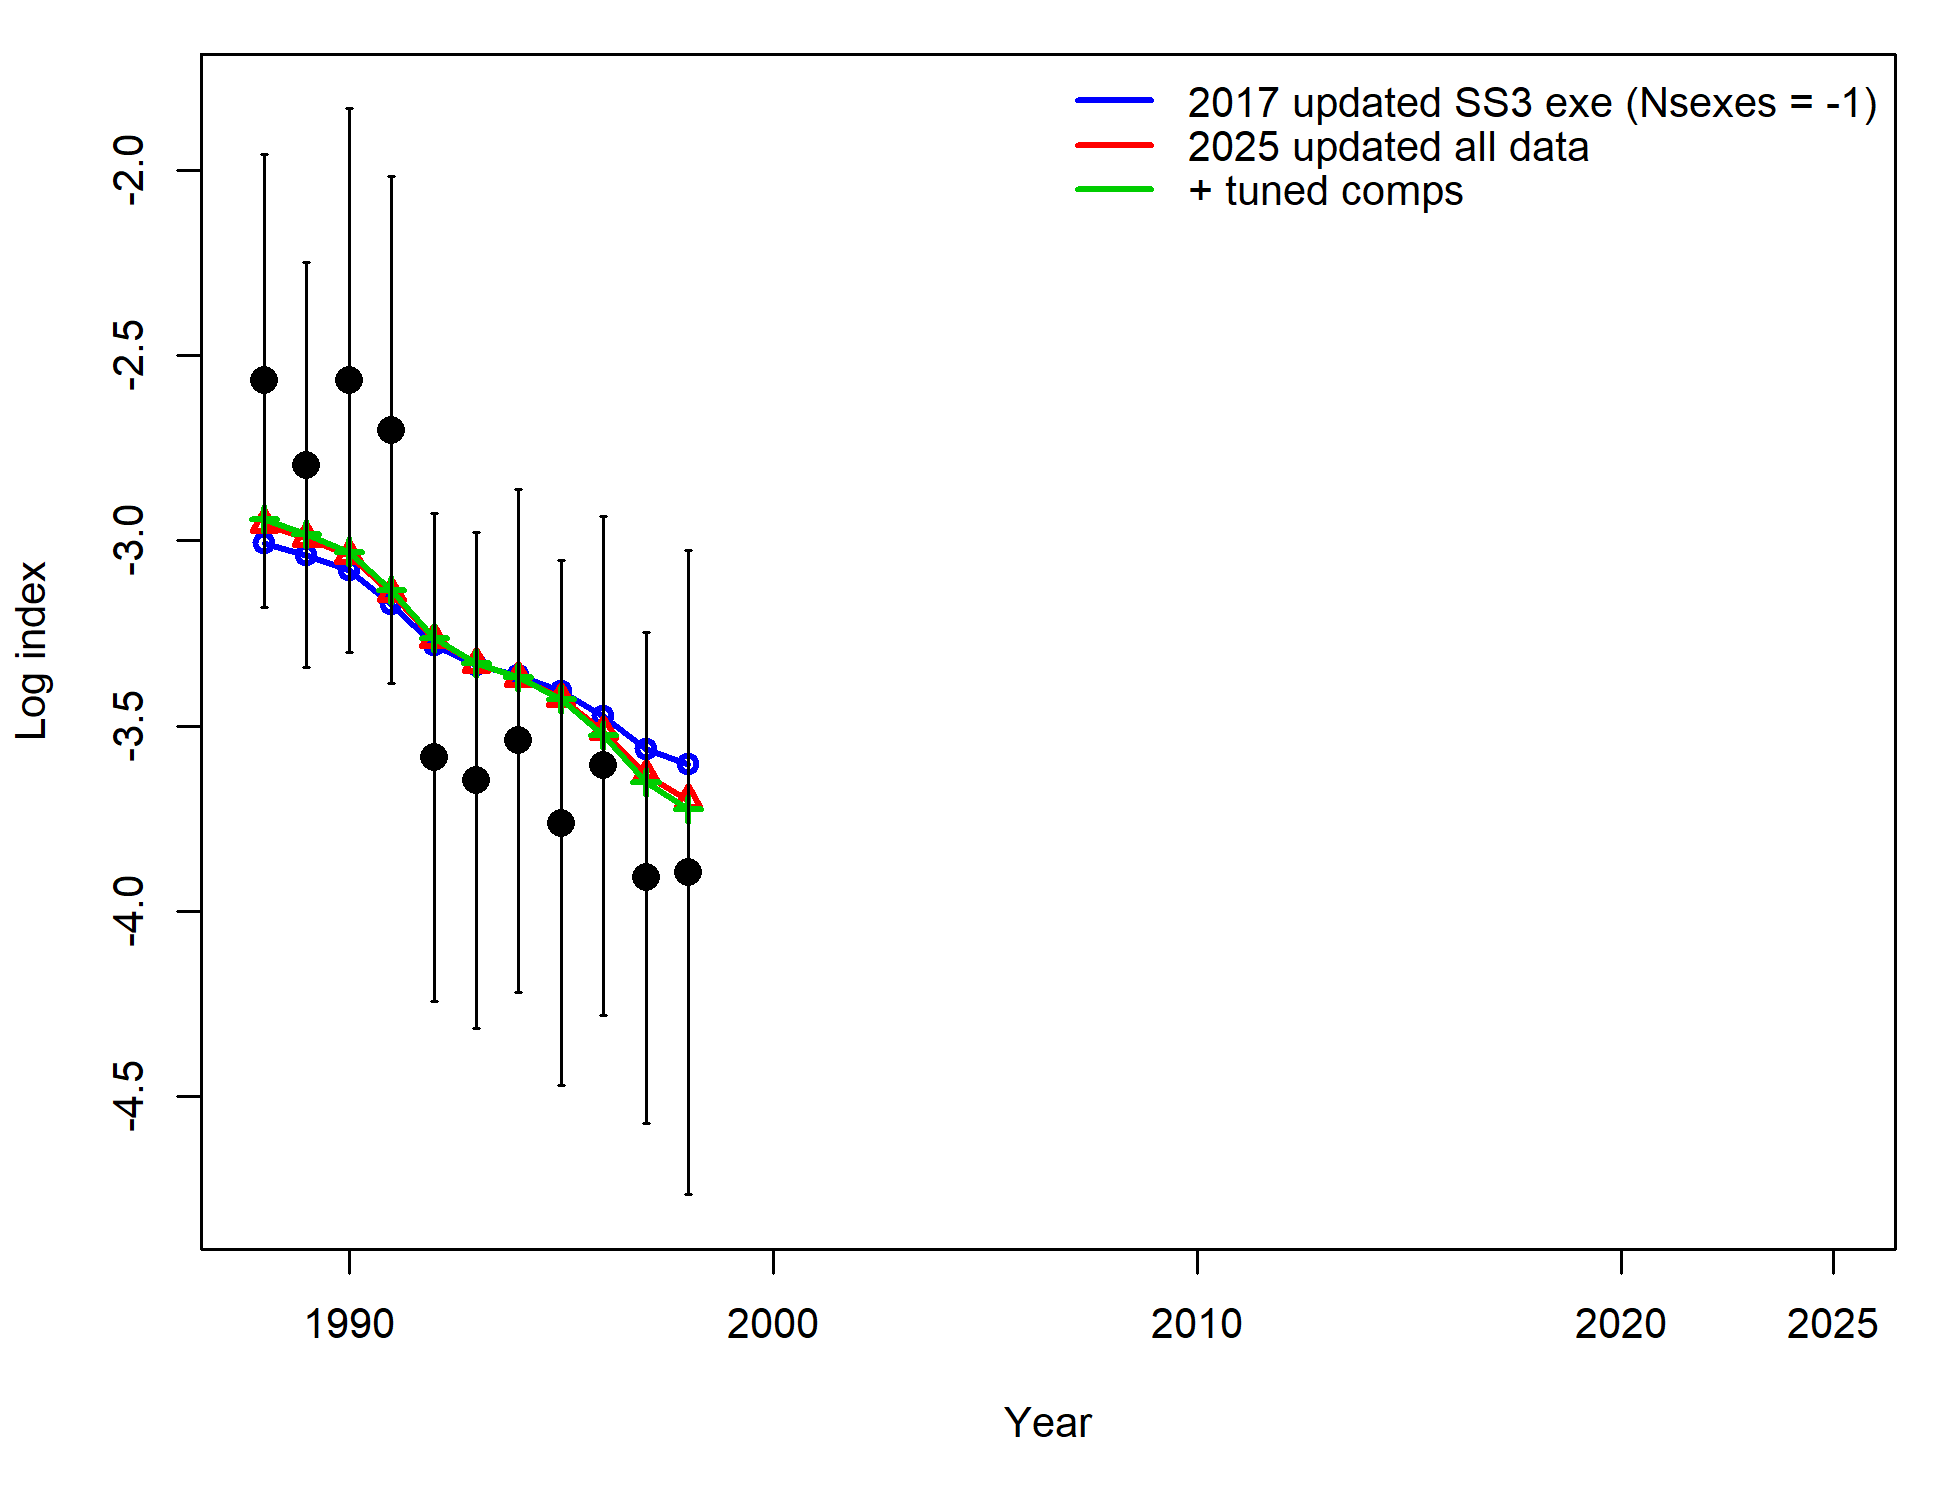 2017 updated SS3 exe (Nsexes = -1)
2025 updated all data
+ tuned comps
Log index
-2.0
-2.5
-3.0
-3.5
-4.0
-4.5
1990
2000
2010
2020
2025
Year